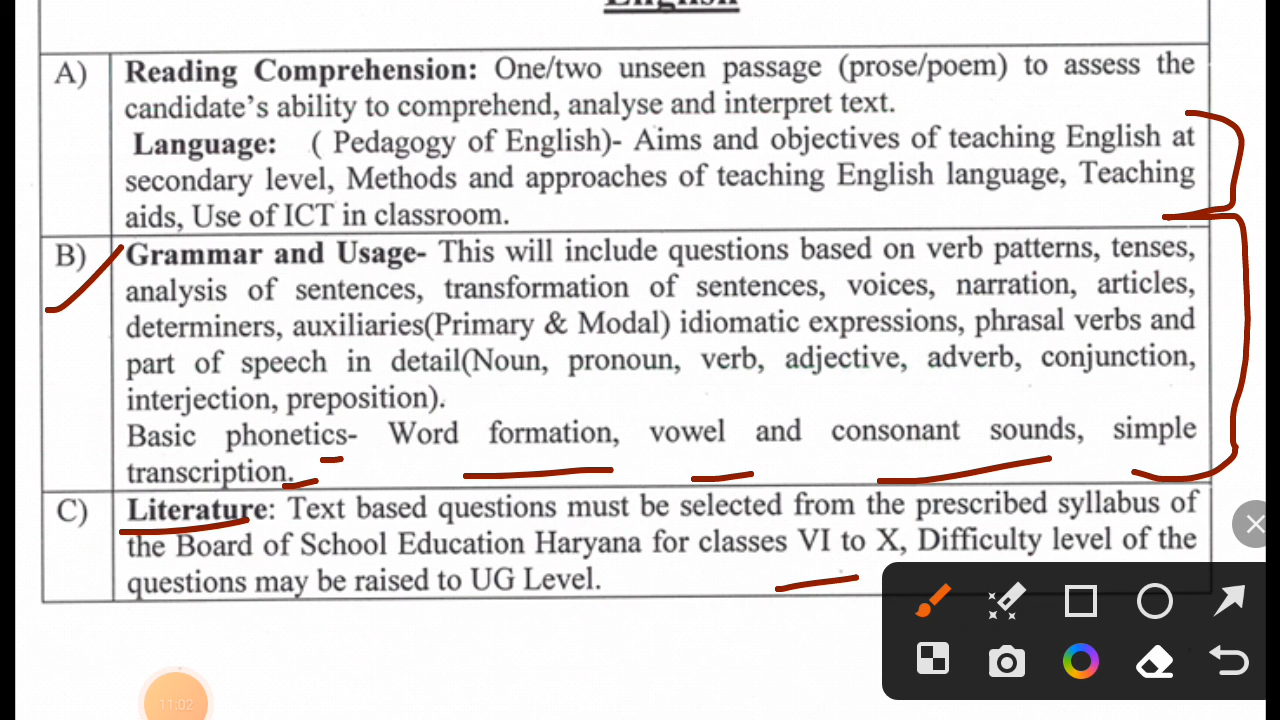 English
A) Reading Comprehension: One/two unseen passage (prose/poem) to assess the
candidate's ability to comprehend, analyse and interpret text.
Language: ( Pedagogy of English)- Aims and objectives of teaching English at
secondary level, Methods and approaches of teaching English language, Teaching
aids, Use of ICT in classroom.
B) Grammar and Usage- This will include questions based on verb patterns, tenses,
analysis of sentences, transformation of sentences, voices, narration, articles,
determiners, auxiliaries(Primary & Modal) idiomatic expressions, phrasal verbs and
part of speech in detail(Noun, pronoun, verb, adjective, adverb, conjunction,
interjection, preposition).
Basic phonetics- Word formation, vowel and consonant sounds, simple
transcription.
C) Literature: Text based questions must be selected from the prescribed syllabus of
the Board of School Education Haryana for classes VI to X, Difficulty level of the
questions may be raised to UG Level.
11:02